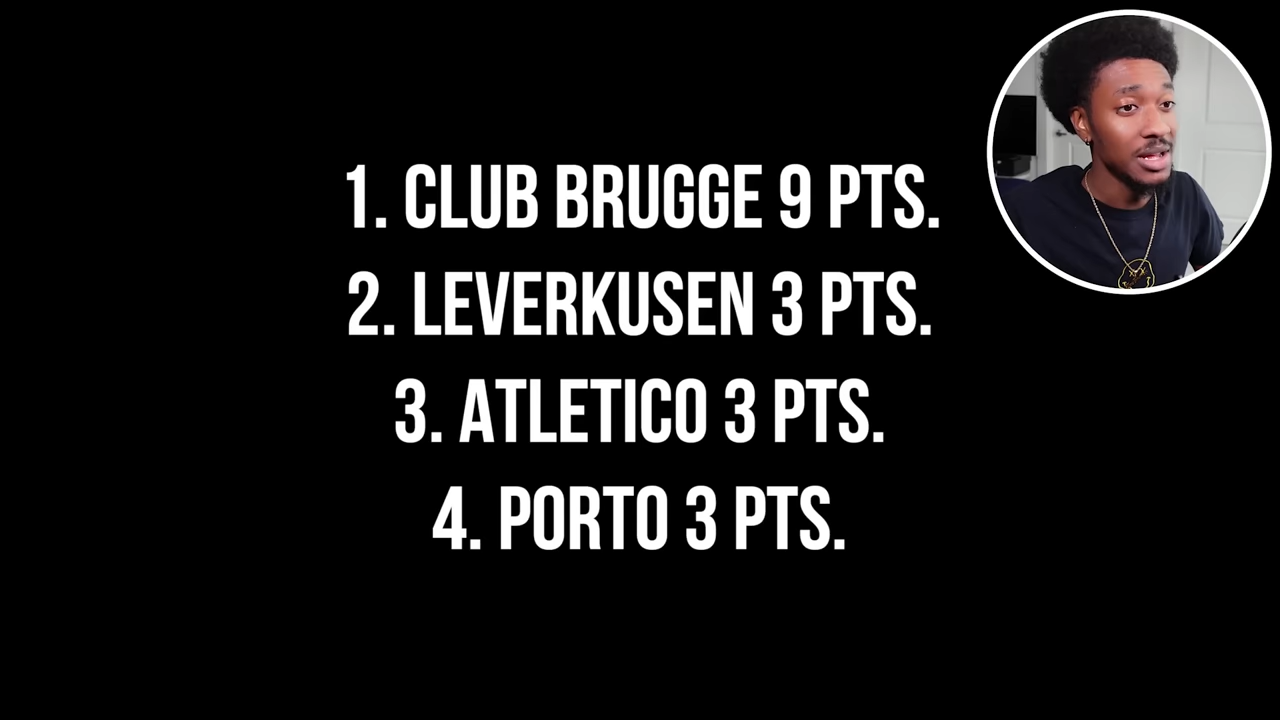 1. CLUB BRUGGE 9 PTS.
2. LEVERKUSEN 3 PTS.
3. ATLETICO 3 PTS.
4. PORTO 3 PTS.